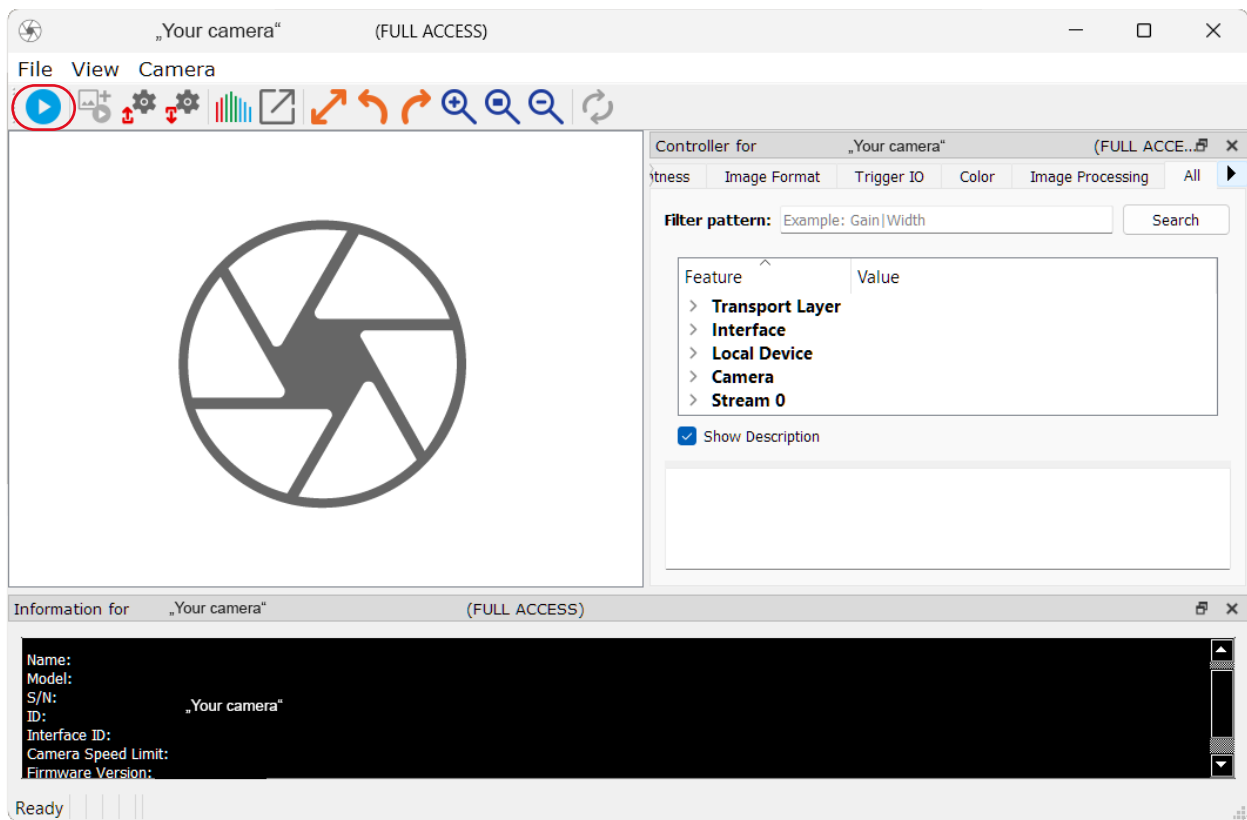 „Your camera“ (FULL ACCESS)
File View Camera
Controller for „Your camera“ (FULL ACCE...
tness Image Format Trigger IO Color Image Processing All
Filter pattern: Example: Gain|Width Search
Feature Value
Transport Layer
Interface
Local Device
Camera
Stream 0
Show Description
Information for „Your camera“ (FULL ACCESS)
Name:
Model:
S/N:
„Your camera“
ID:
Interface ID:
Camera Speed Limit:
Firmware Version:
Ready